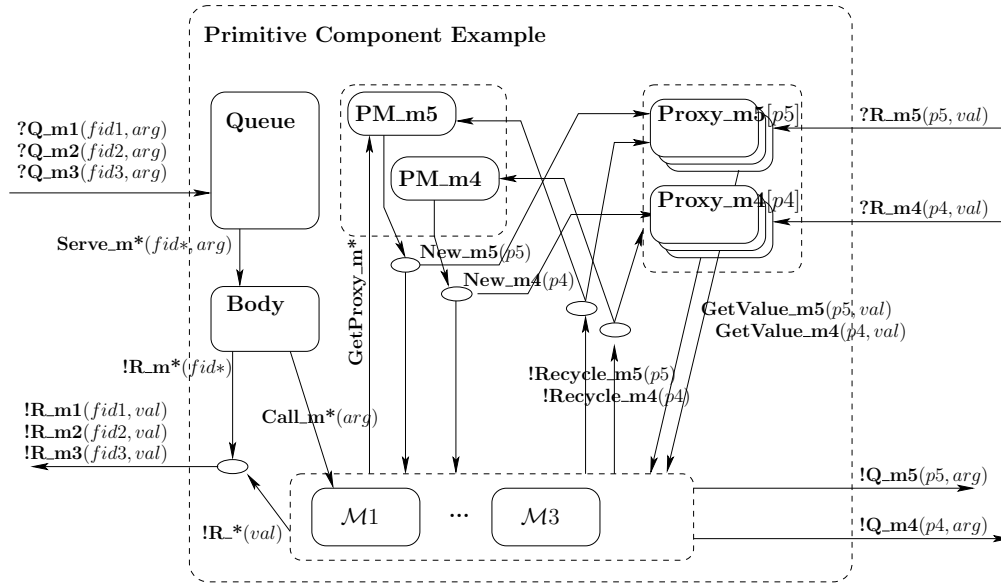 Primitive Component Example
?Q_m1(fid1, arg)
?Q_m2(fid2, arg)
?Q_m3(fid3, arg)
Queue
PM_m5
PM_m4
Proxy_m5[p5]
Proxy_m4[p4]
?R_m5(p5, val)
?R_m4(p4, val)
Serve_m*(fid∗, arg)
GetProxy_m*
New_m5(p5)
New_m4(p4)
Body
GetValue_m5(p5, val)
GetValue_m4(p4, val)
!R_m*(fid∗)
!Recycle_m5(p5)
!Recycle_m4(p4)
Call_m*(arg)
!R_m1(fid1, val)
!R_m2(fid2, val)
!R_m3(fid3, val)
!R_*(val)
ℳ1
...
ℳ3
!Q_m5(p5, arg)
!Q_m4(p4, arg)